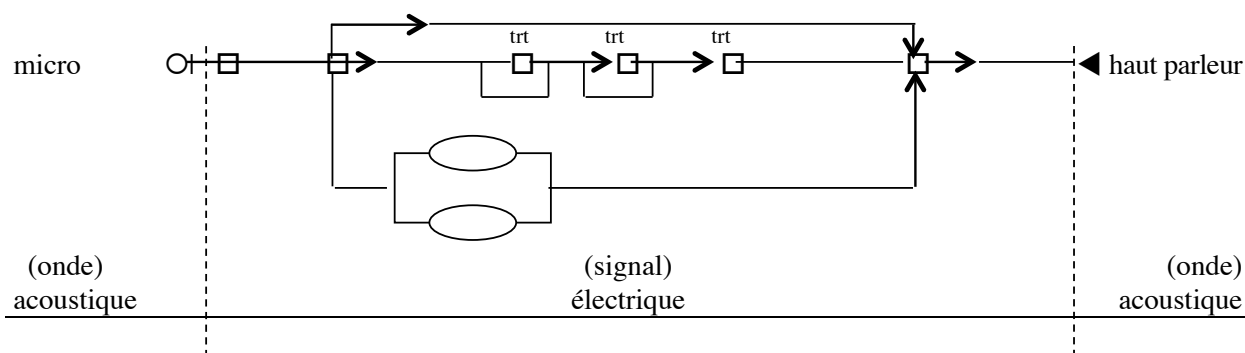 trt trt trt
micro haut parleur
(onde) (signal) (onde)
acoustique électrique acoustique